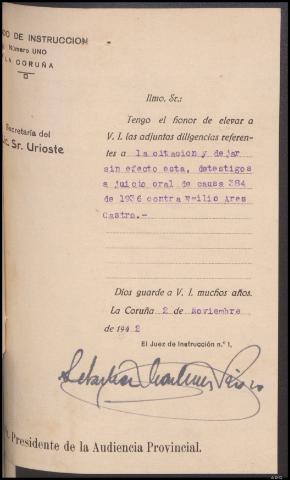 DO DE INSTRUCCION
Número UNO
LA CORUÑA
Secretaría del
Lic. Sr. Urioste
Ilmo. Sr.:
Tengo el honor de elevar a
V. I. las adjuntas diligencias referen-
tes a la citacion y dejar
sin efecto esta, detestigos
a juicio oral de causa 384
de 1936 contra Emilio Ares
Castro.-
Dios guarde a V. I. muchos años.
La Coruña 2 de Noviembre
de 1942
El Juez de Instrucción n.º 1,
Presidente de la Audiencia Provincial.